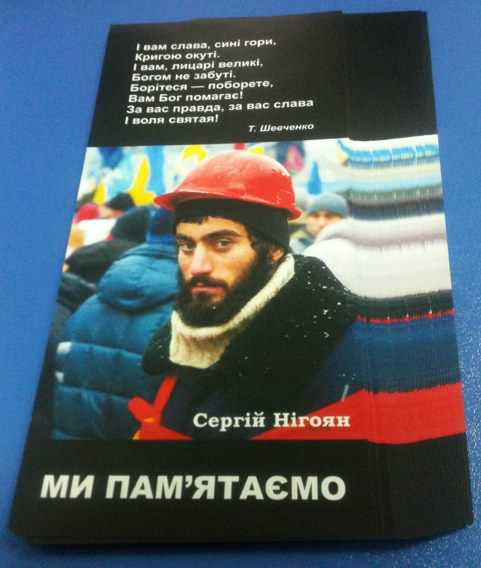 І вам слава, сині гори,
Кригою окуті.
І вам, лицарі великі,
Богом не забуті.
Борітеся — поборете,
Вам Бог помагає!
За вас правда, за вас слава
І воля святая!
Т. Шевченко
Сергій Нігоян
МИ ПАМ’ЯТАЄМО